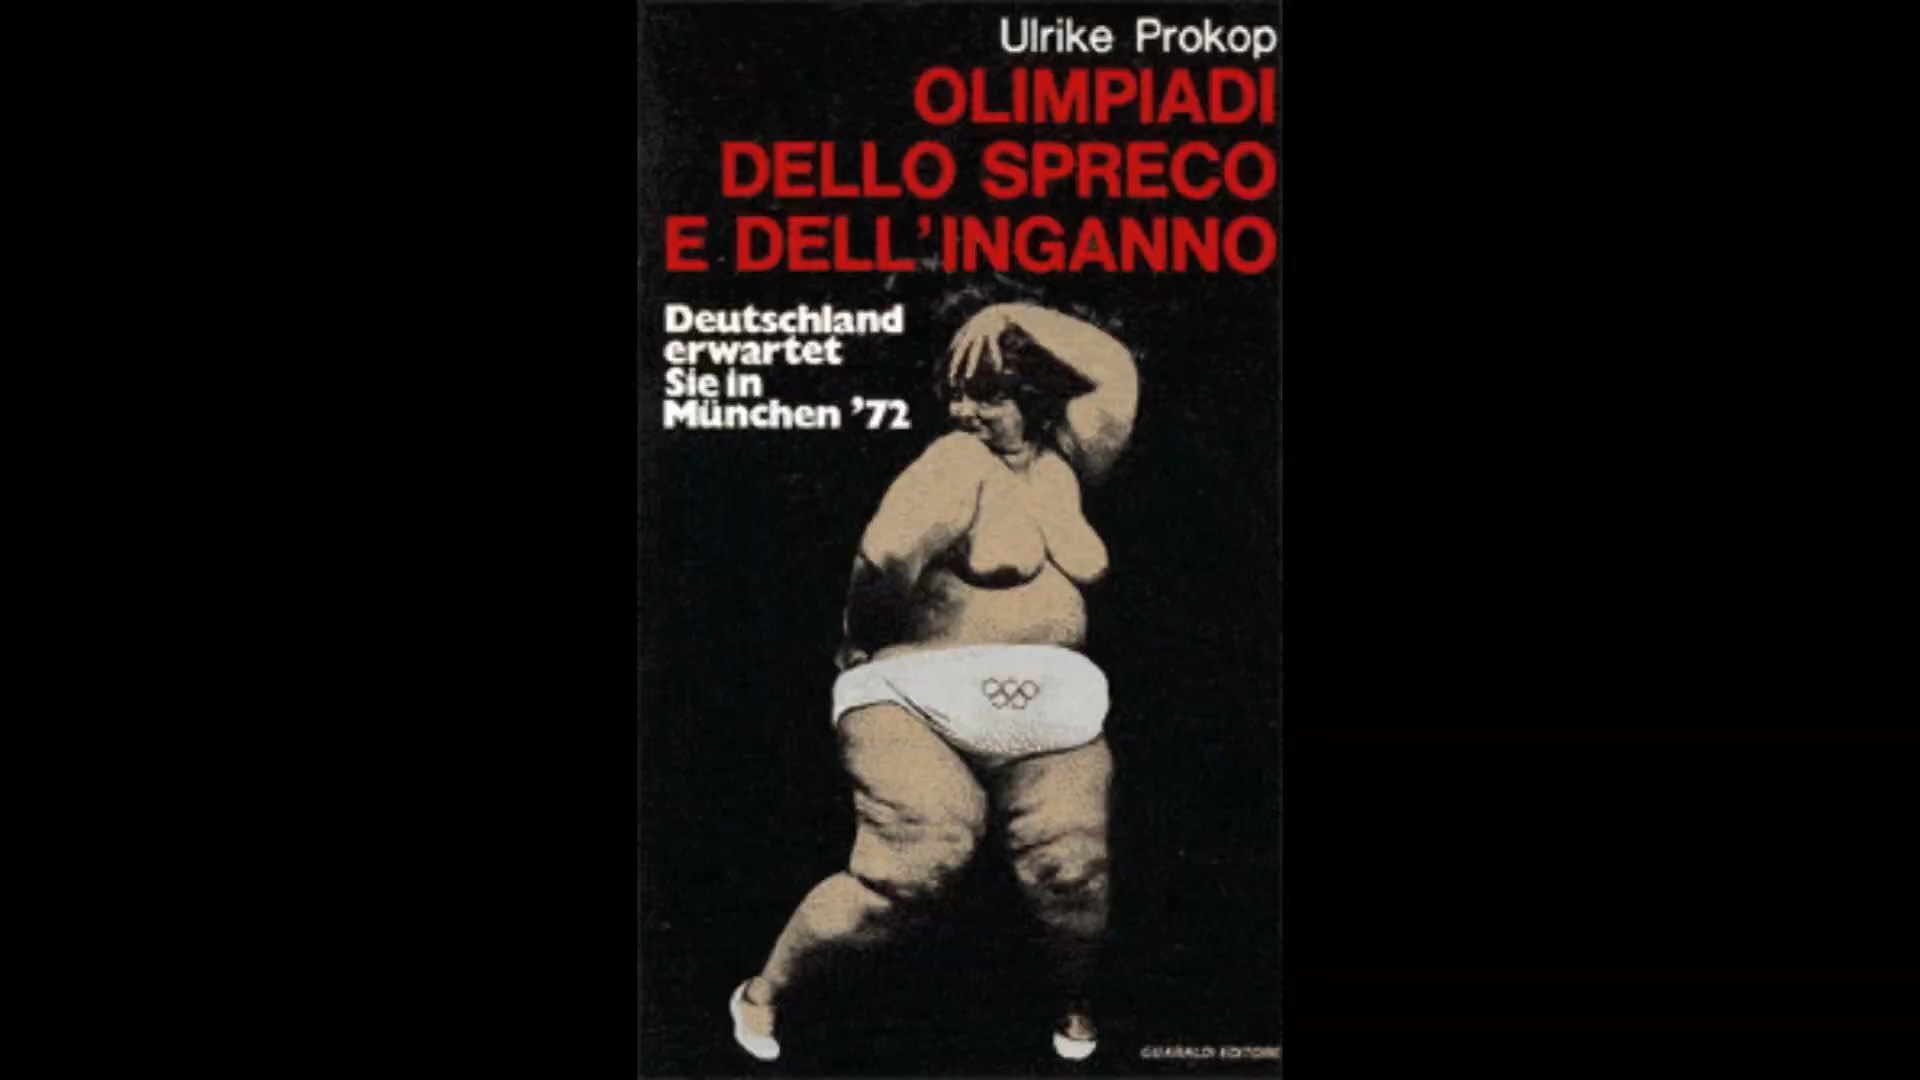 Ulrike Prokop
OLIMPIADI
DELLO SPRECO
E DELL'INGANNO
Deutschland
erwartet
Sie in
München '72
GUARALDI EDITORE